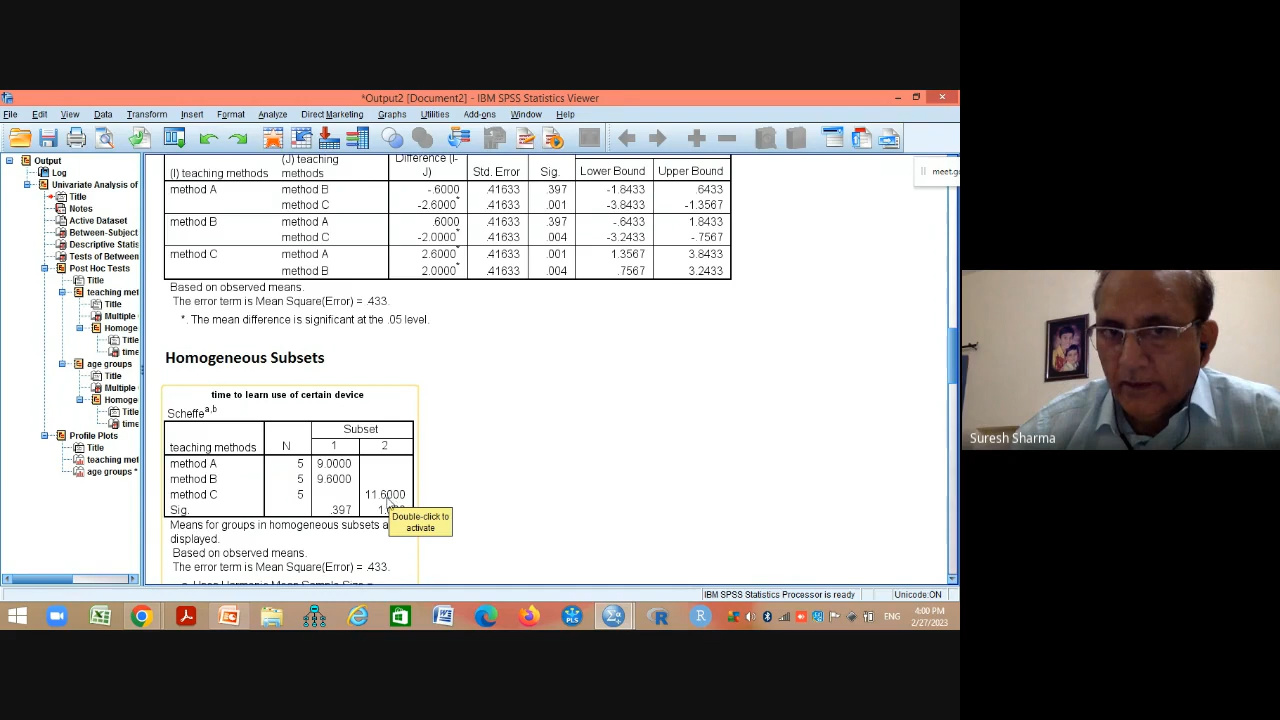 *Output2 [Document2] - IBM SPSS Statistics Viewer
File Edit View Data Transform Insert Format Analyze Direct Marketing Graphs Utilities Add-ons Window Help
Output
Log
Univariate Analysis of
Title
Notes
Active Dataset
Between-Subject
Descriptive Statis
Tests of Between
Post Hoc Tests
Title
teaching met
Title
Multiple
Homoge
Title
time
age groups
Title
Multiple
Homoge
Title
time
Profile Plots
Title
teaching met
age groups *
meet.g
(I) teaching methods (J) teaching methods Difference (I-J) Std. Error Sig. Lower Bound Upper Bound
method A method B -.6000 .41633 .397 -1.8433 .6433
method C -2.6000* .41633 .001 -3.8433 -1.3567
method B method A .6000 .41633 .397 -.6433 1.8433
method C -2.0000* .41633 .004 -3.2433 -.7567
method C method A 2.6000* .41633 .001 1.3567 3.8433
method B 2.0000* .41633 .004 .7567 3.2433
Based on observed means.
The error term is Mean Square(Error) = .433.
*. The mean difference is significant at the .05 level.
Homogeneous Subsets
time to learn use of certain device
Scheffe a,b
Subset
teaching methods N 1 2
method A 5 9.0000
method B 5 9.6000
method C 5 11.6000
Sig. .397
Double-click to
activate
Means for groups in homogeneous subsets a
displayed.
Based on observed means.
The error term is Mean Square(Error) = .433.
IBM SPSS Statistics Processor is ready Unicode:ON
PLS
R
R
ENG
4:00 PM
2/27/2023
Suresh Sharma